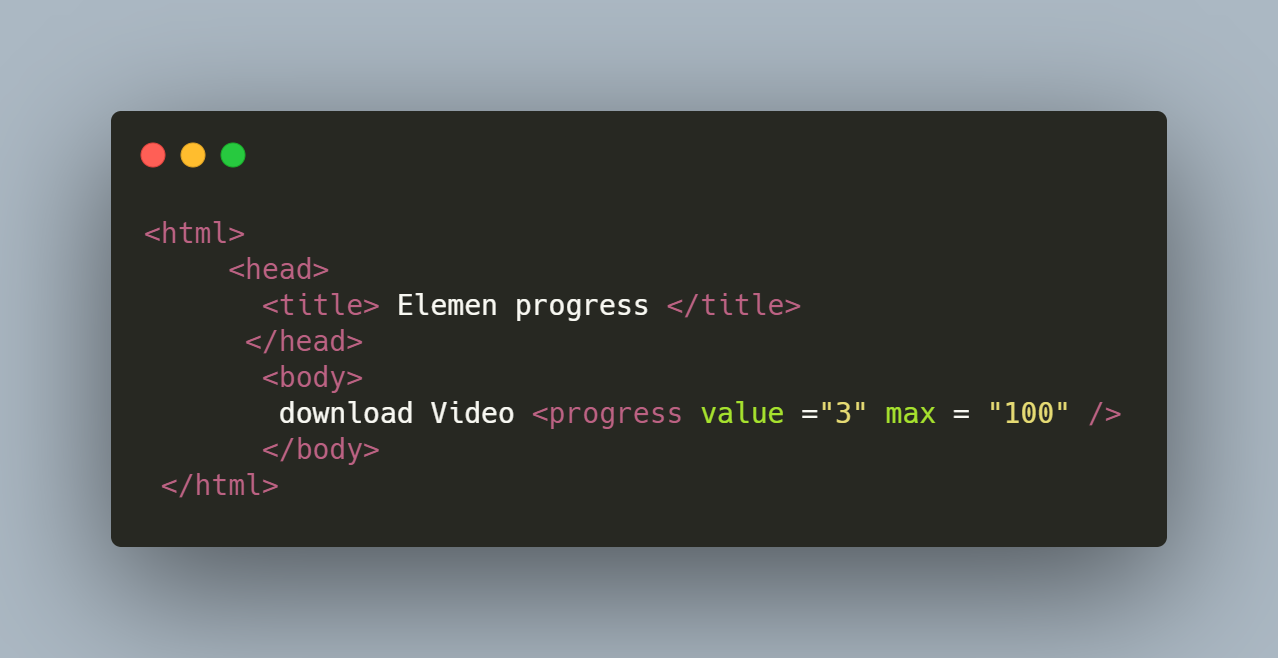 <html>
     <head>
       <title> Elemen progress </title>
      </head>
       <body>
        download Video <progress value ="3" max = "100" />
       </body>
 </html>